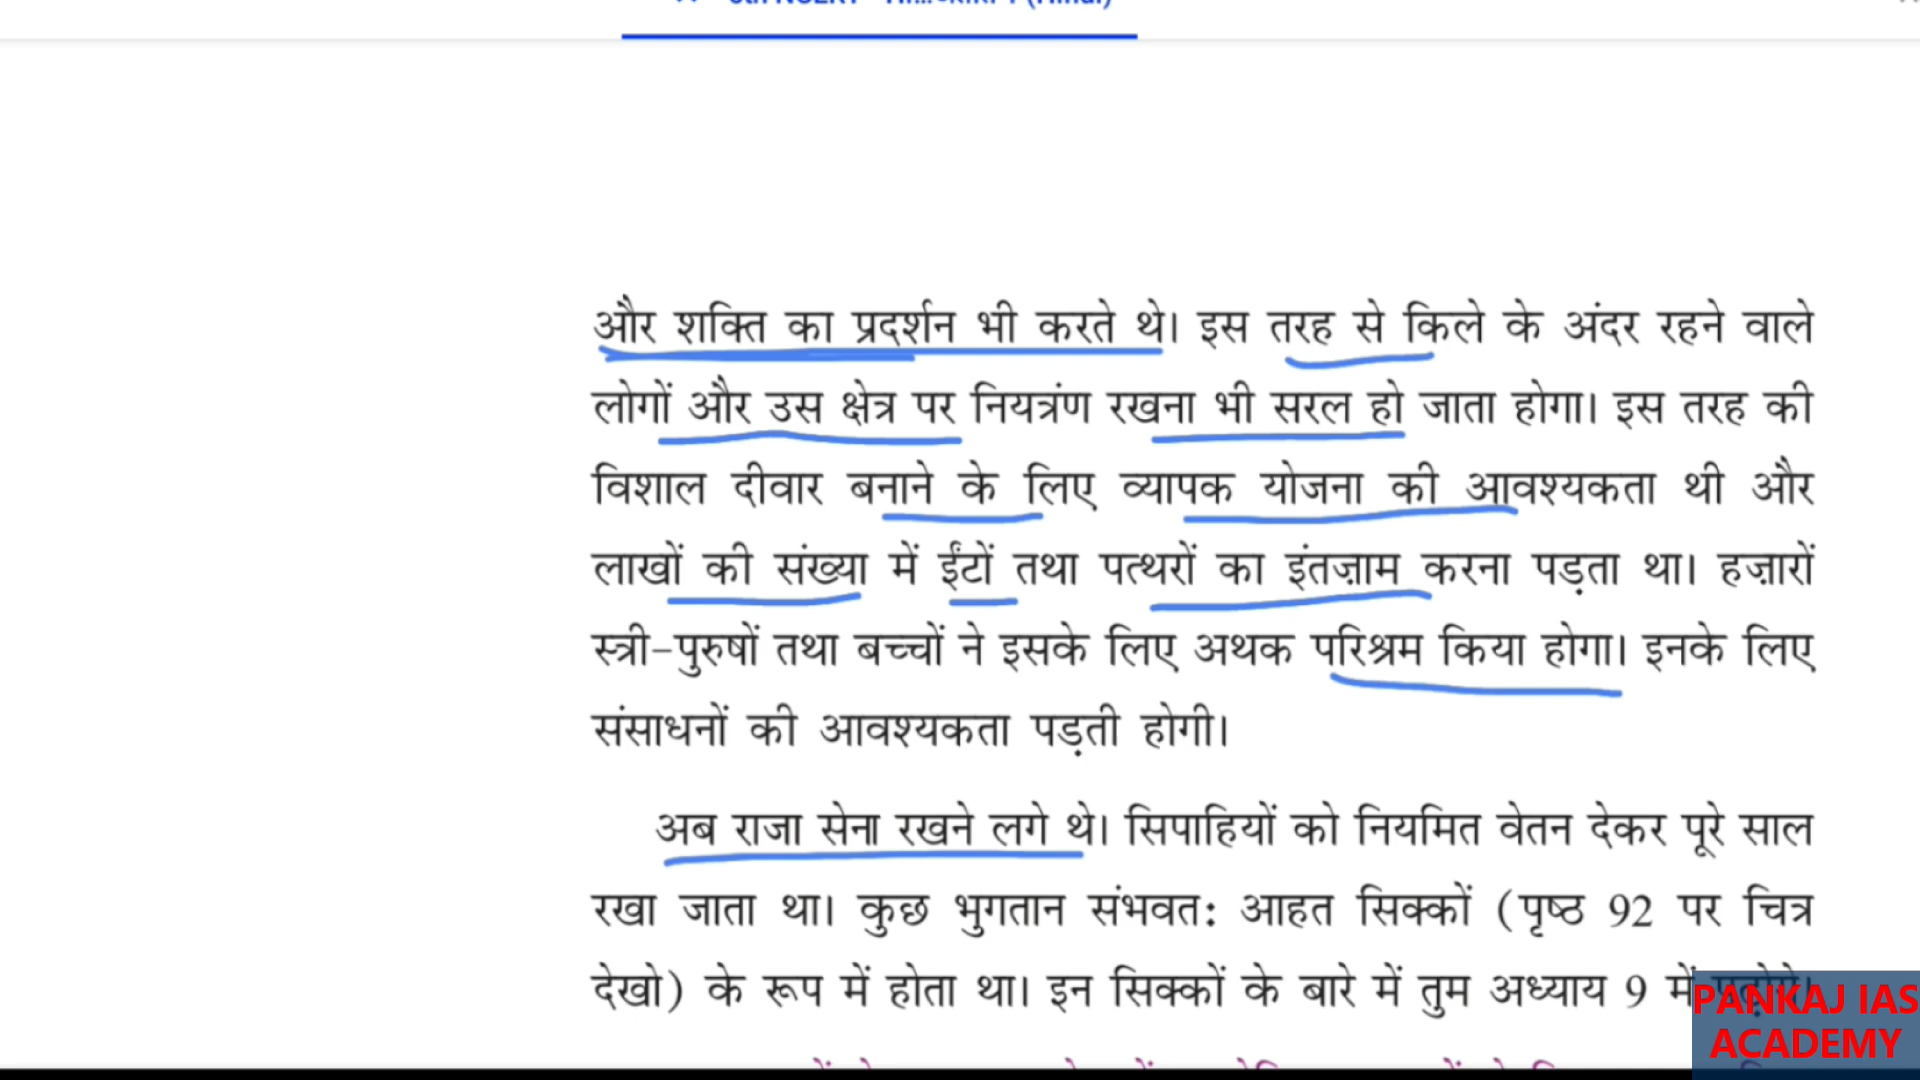 और शक्ति का प्रदर्शन भी करते थे। इस तरह से किले के अंदर रहने वाले
लोगों और उस क्षेत्र पर नियत्रंण रखना भी सरल हो जाता होगा। इस तरह की
विशाल दीवार बनाने के लिए व्यापक योजना की आवश्यकता थी और
लाखों की संख्या में ईंटों तथा पत्थरों का इंतज़ाम करना पड़ता था। हज़ारों
स्त्री-पुरुषों तथा बच्चों ने इसके लिए अथक परिश्रम किया होगा। इनके लिए
संसाधनों की आवश्यकता पड़ती होगी।
अब राजा सेना रखने लगे थे। सिपाहियों को नियमित वेतन देकर पूरे साल
रखा जाता था। कुछ भुगतान संभवतः आहत सिक्कों (पृष्ठ 92 पर चित्र
देखो) के रूप में होता था। इन सिक्कों के बारे में तुम अध्याय 9 में
PANKAJ IAS
ACADEMY